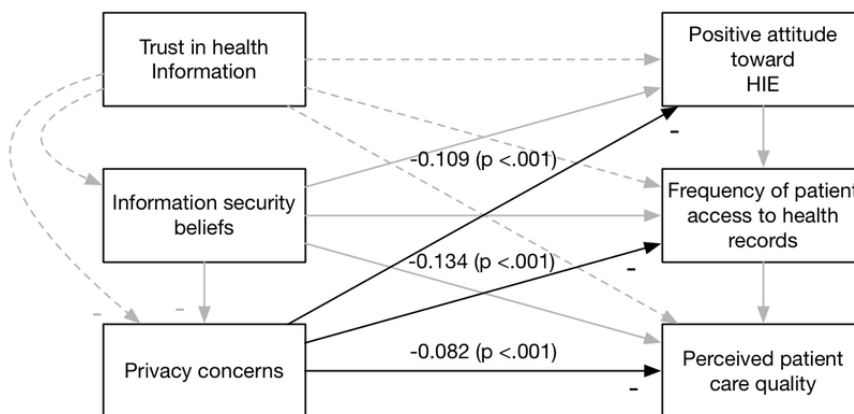 Trust in health
Information
Positive attitude
toward
HIE
-
-0.109 (p <.001)
Information security
beliefs
Frequency of patient
access to health
records
-0.134 (p <.001)
-
-
-
Privacy concerns
-0.082 (p <.001)
-
Perceived patient
care quality